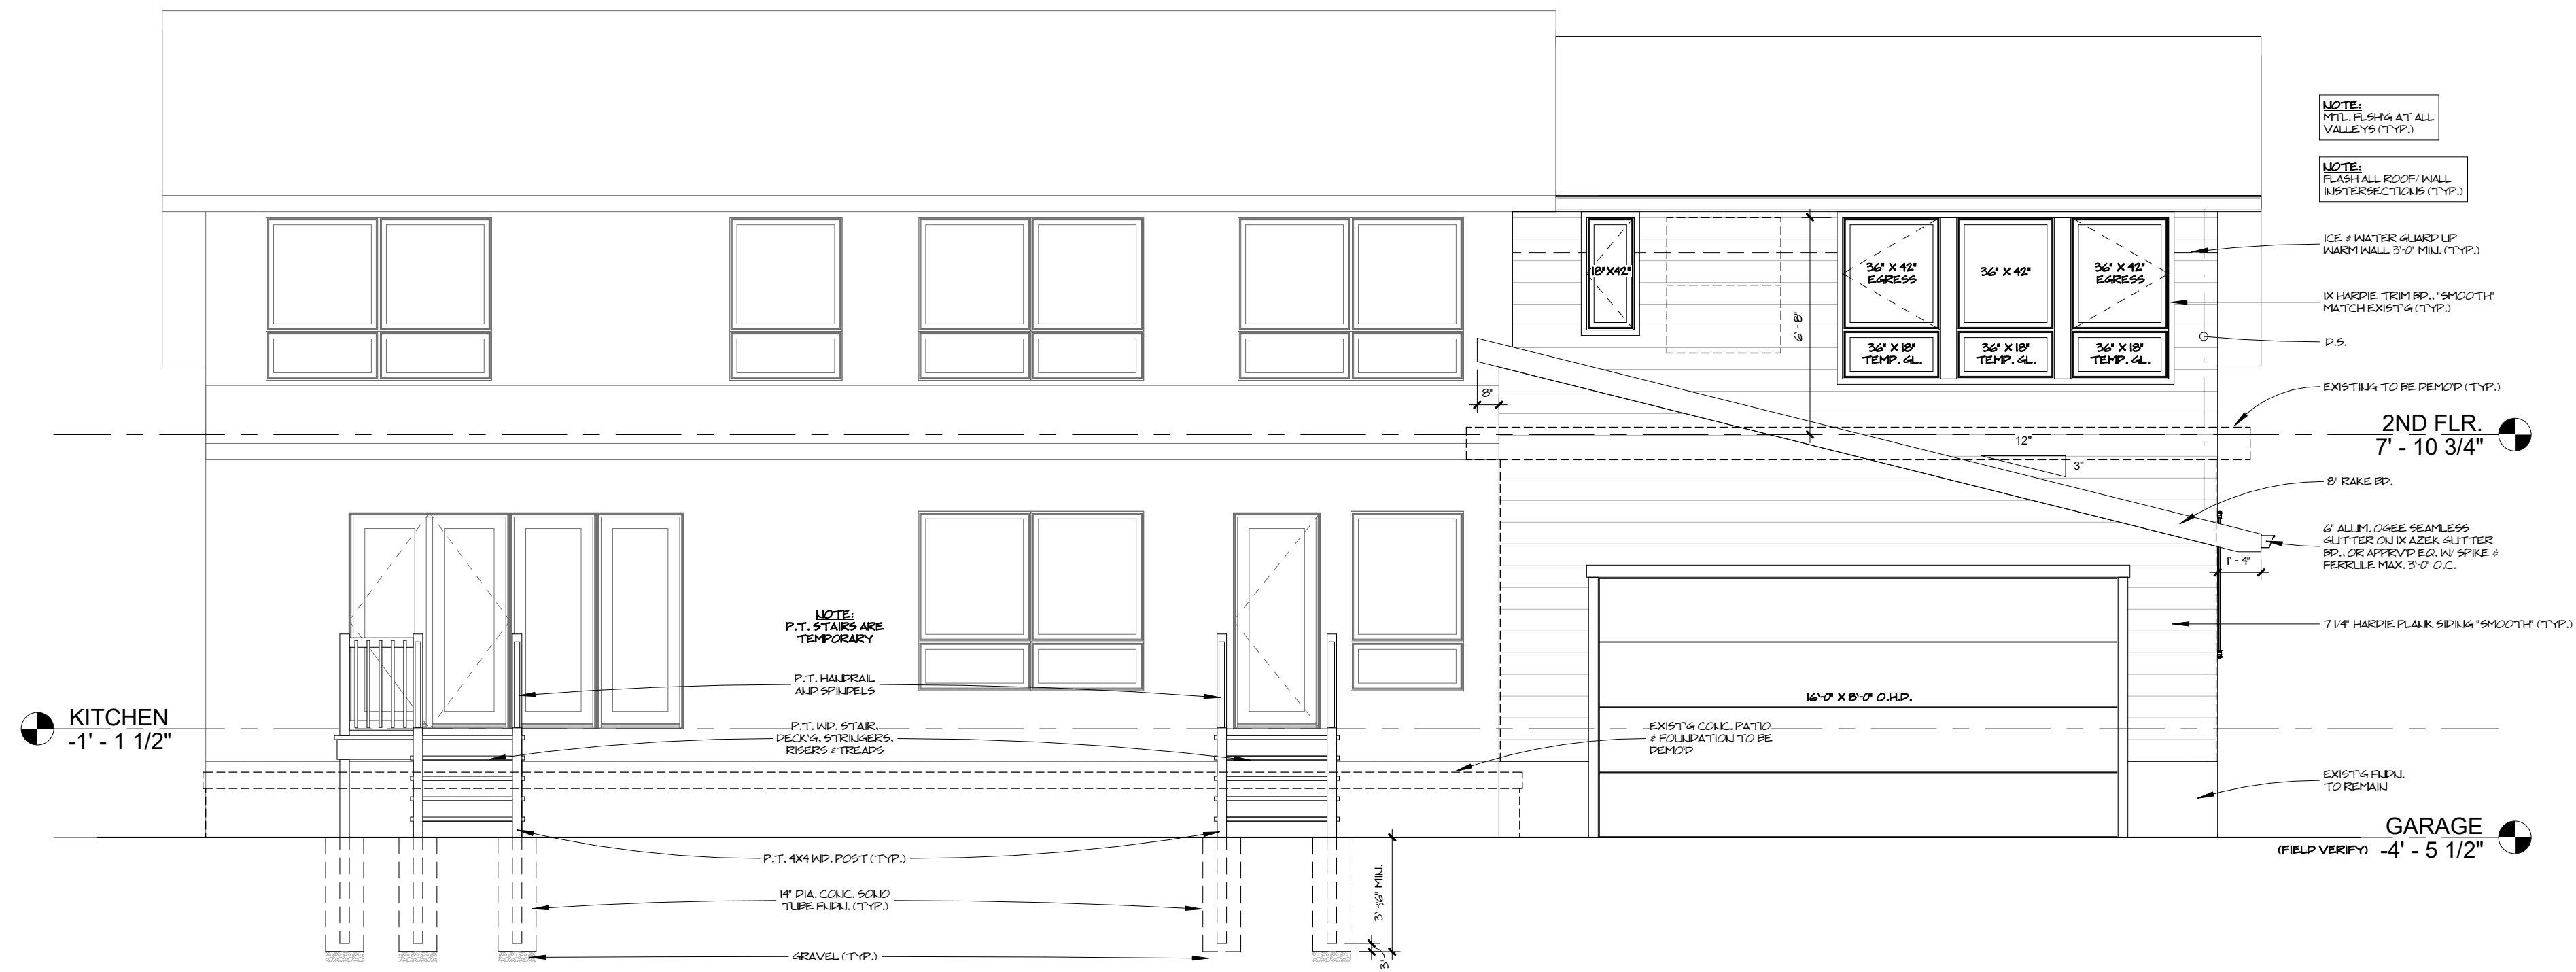 NOTE:
MTL. FLSH'G AT ALL
VALLEYS (TYP.)
NOTE:
FLASH ALL ROOF/ WALL
INSTERSECTIONS (TYP.)
ICE & WATER GUARD UP
WARM WALL 3'-0" MIN. (TYP.)
1X HARDIE TRIM BD., "SMOOTH"
MATCH EXIST'G (TYP.)
D.S.
EXISTING TO BE DEMO'D (TYP.)
2ND FLR.
7' - 10 3/4"
8" RAKE BD.
6" ALUM. OGEE SEAMLESS
GUTTER ON 1X AZEK GUTTER
BD., OR APPRV'D EQ. W/ SPIKE &
FERRULE MAX. 3'-0" O.C.
7 1/4" HARDIE PLANK SIDING "SMOOTH" (TYP.)
EXIST'G FNDN.
TO REMAIN
GARAGE
(FIELD VERIFY) -4' - 5 1/2"
18"X42"
36" X 42"
EGRESS
36" X 42"
36" X 42"
EGRESS
36" X 18"
TEMP. GL.
36" X 18"
TEMP. GL.
36" X 18"
TEMP. GL.
6' - 8"
8"
12"
3"
1' - 4"
16'-0" X 8'-0" O.H.D.
EXIST'G CONC. PATIO
& FOUNDATION TO BE
DEMO'D
NOTE:
P.T. STAIRS ARE
TEMPORARY
P.T. HANDRAIL
AND SPINDELS
P.T. WD. STAIR,
DECK'G, STRINGERS,
RISERS & TREADS
KITCHEN
-1' - 1 1/2"
P.T. 4X4 WD. POST (TYP.)
14" DIA. CONC. SONO
TUBE FNDN. (TYP.)
GRAVEL (TYP.)
3' - 6" MIN.
3"